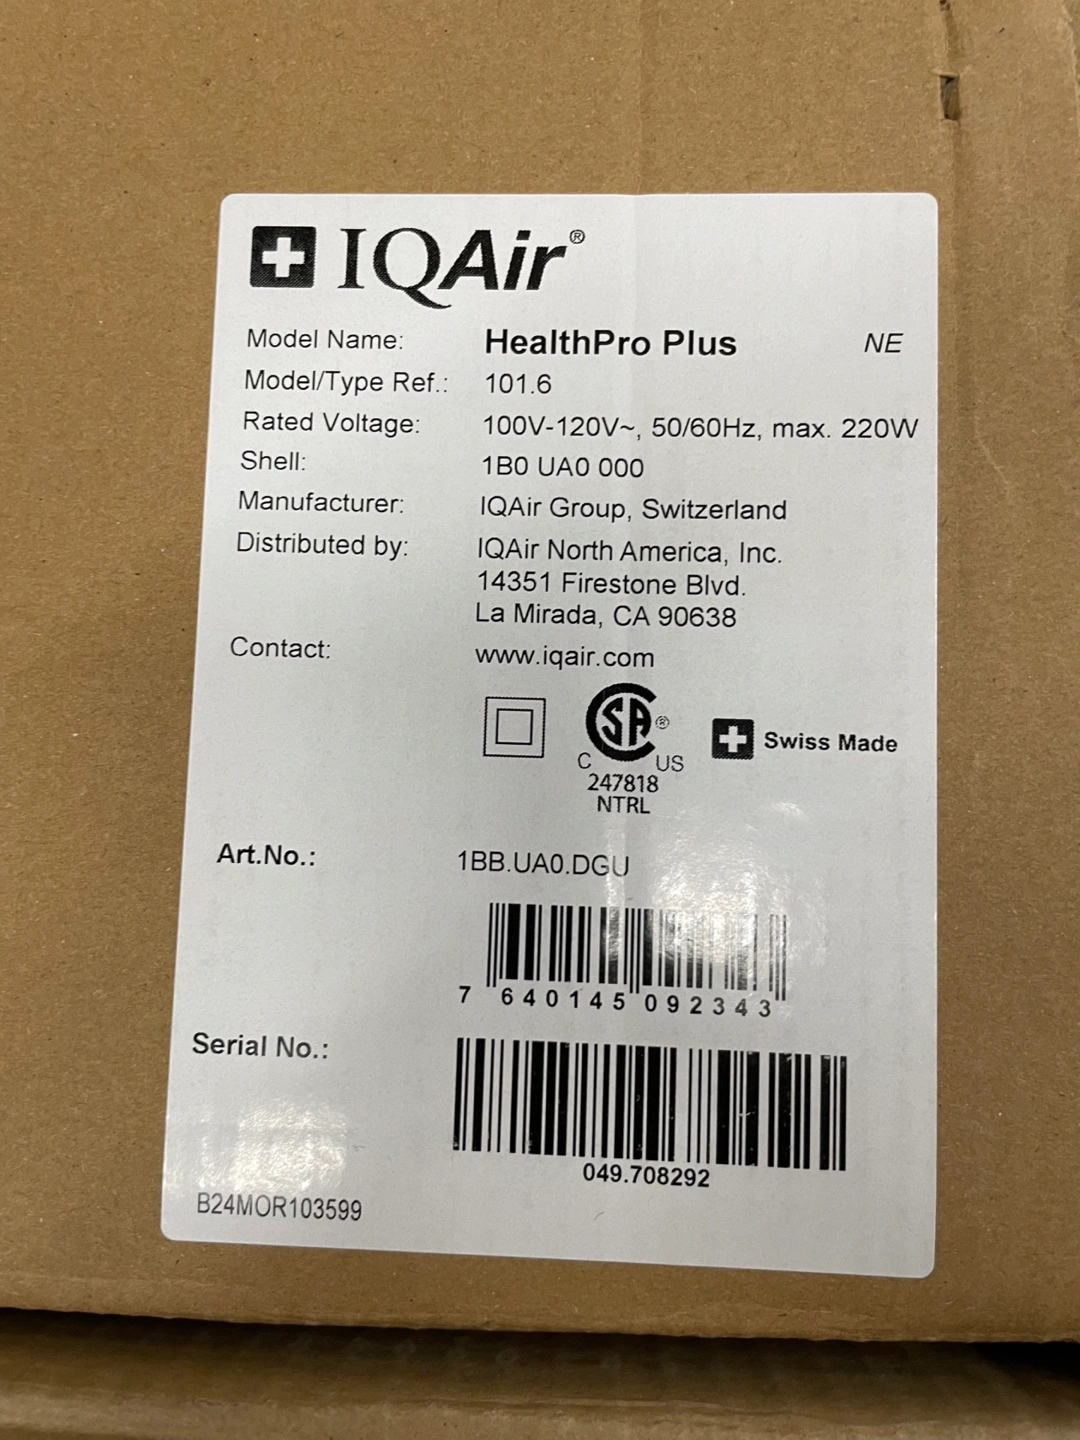 IQAir®
Model Name: HealthPro Plus NE
Model/Type Ref.: 101.6
Rated Voltage: 100V-120V~, 50/60Hz, max. 220W
Shell: 1B0 UA0 000
Manufacturer: IQAir Group, Switzerland
Distributed by: IQAir North America, Inc.
14351 Firestone Blvd.
La Mirada, CA 90638
Contact: www.iqair.com
SA®
C US
247818
NTRL
Swiss Made
Art.No.: 1BB.UA0.DGU
7 640145 092343
Serial No.:
049.708292
B24MOR103599